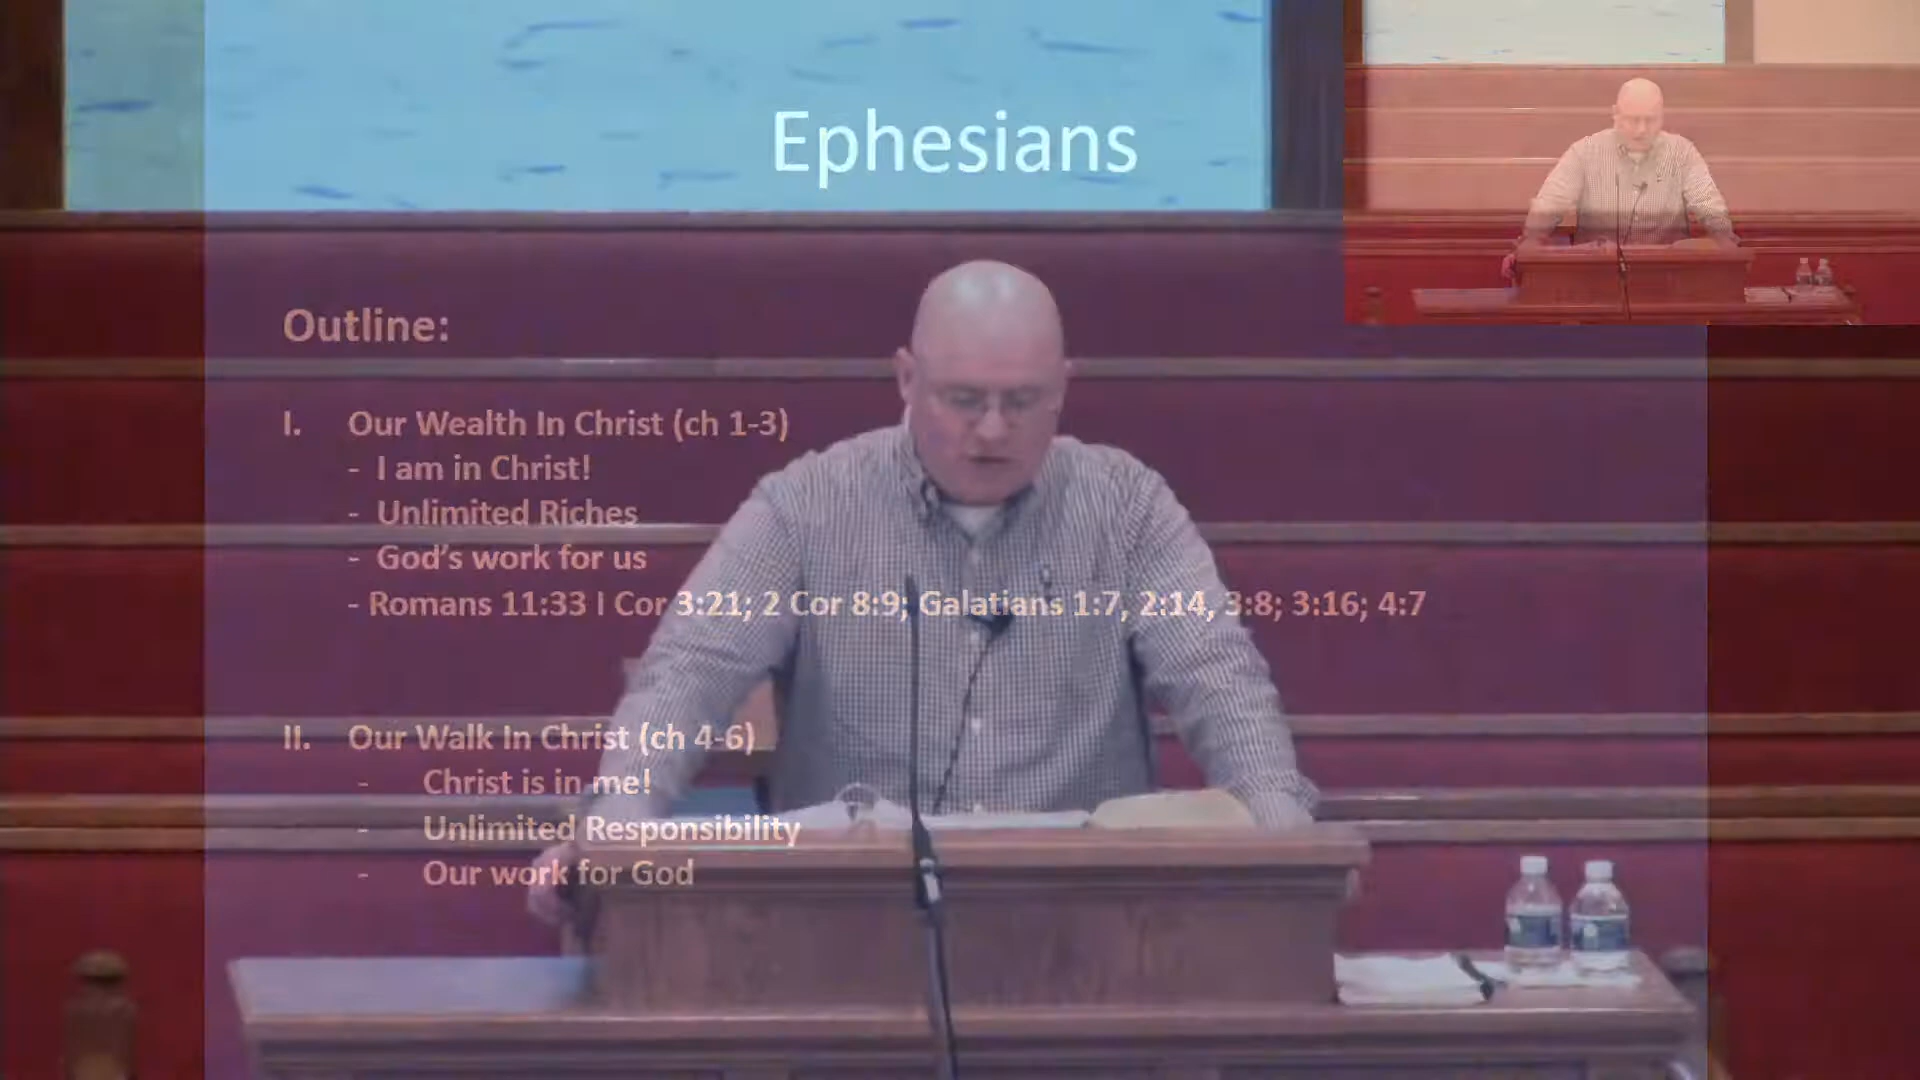 Ephesians
Outline:
I. Our Wealth In Christ (ch 1-3)
- I am in Christ!
- Unlimited Riches
- God's work for us
- Romans 11:33 I Cor 3:21; 2 Cor 8:9; Galatians 1:7, 2:14, 3:8; 3:16; 4:7
II. Our Walk In Christ (ch 4-6)
- Christ is in me!
- Unlimited Responsibility
- Our work for God